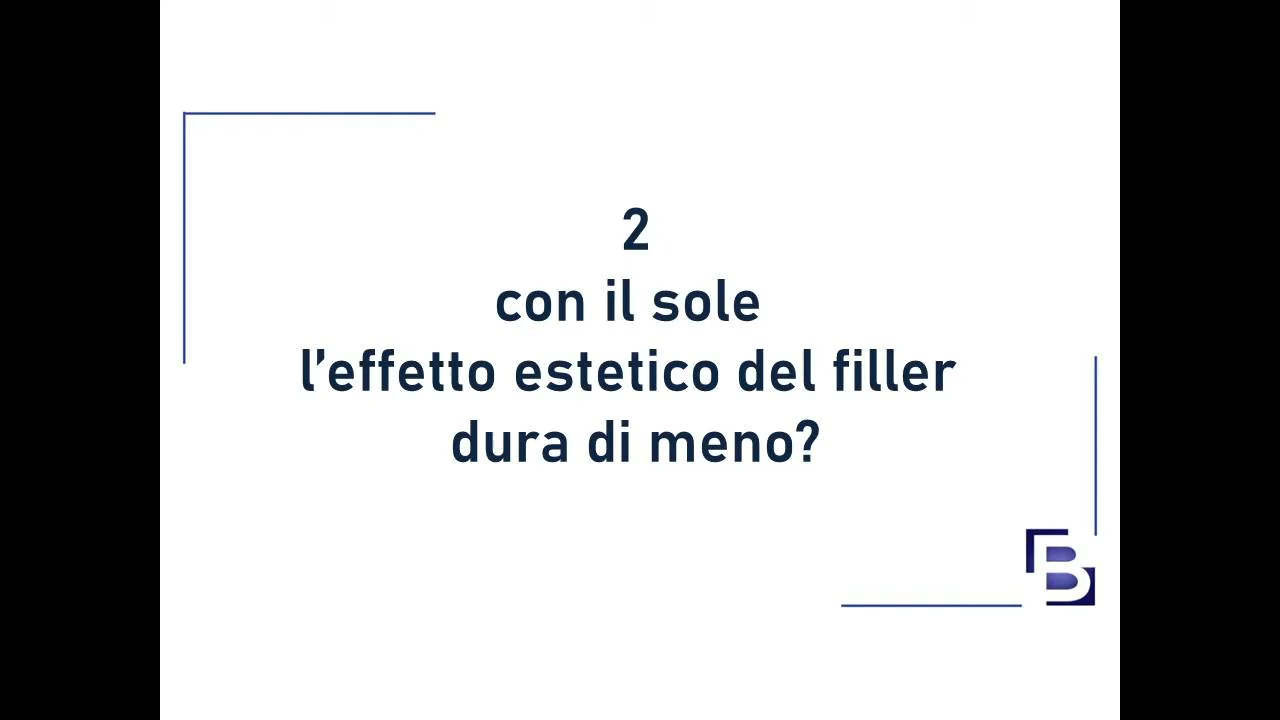 2
con il sole
l’effetto estetico del filler
dura di meno?
B